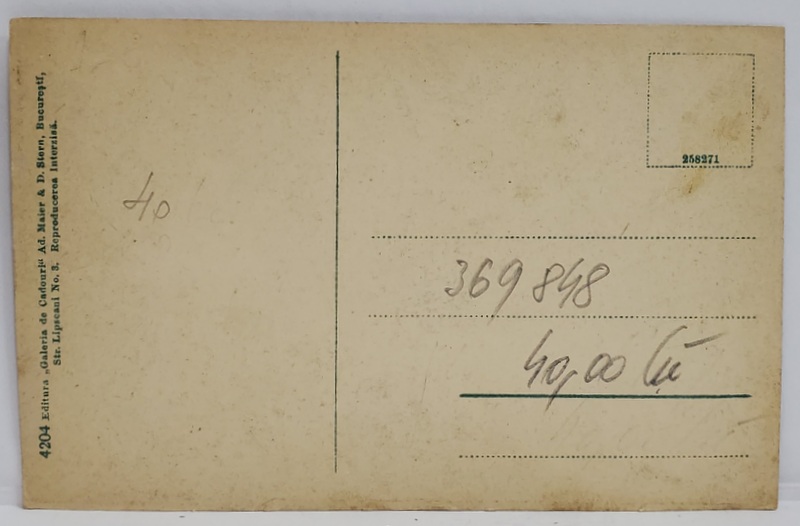 4204 Editura „Galeria de Cadouri“ Ad. Maier & D. Stern, Bucureşti,
Str. Lipscani No. 3. Reproducerea Interzisă.
40
258271
369848
40,00 lei